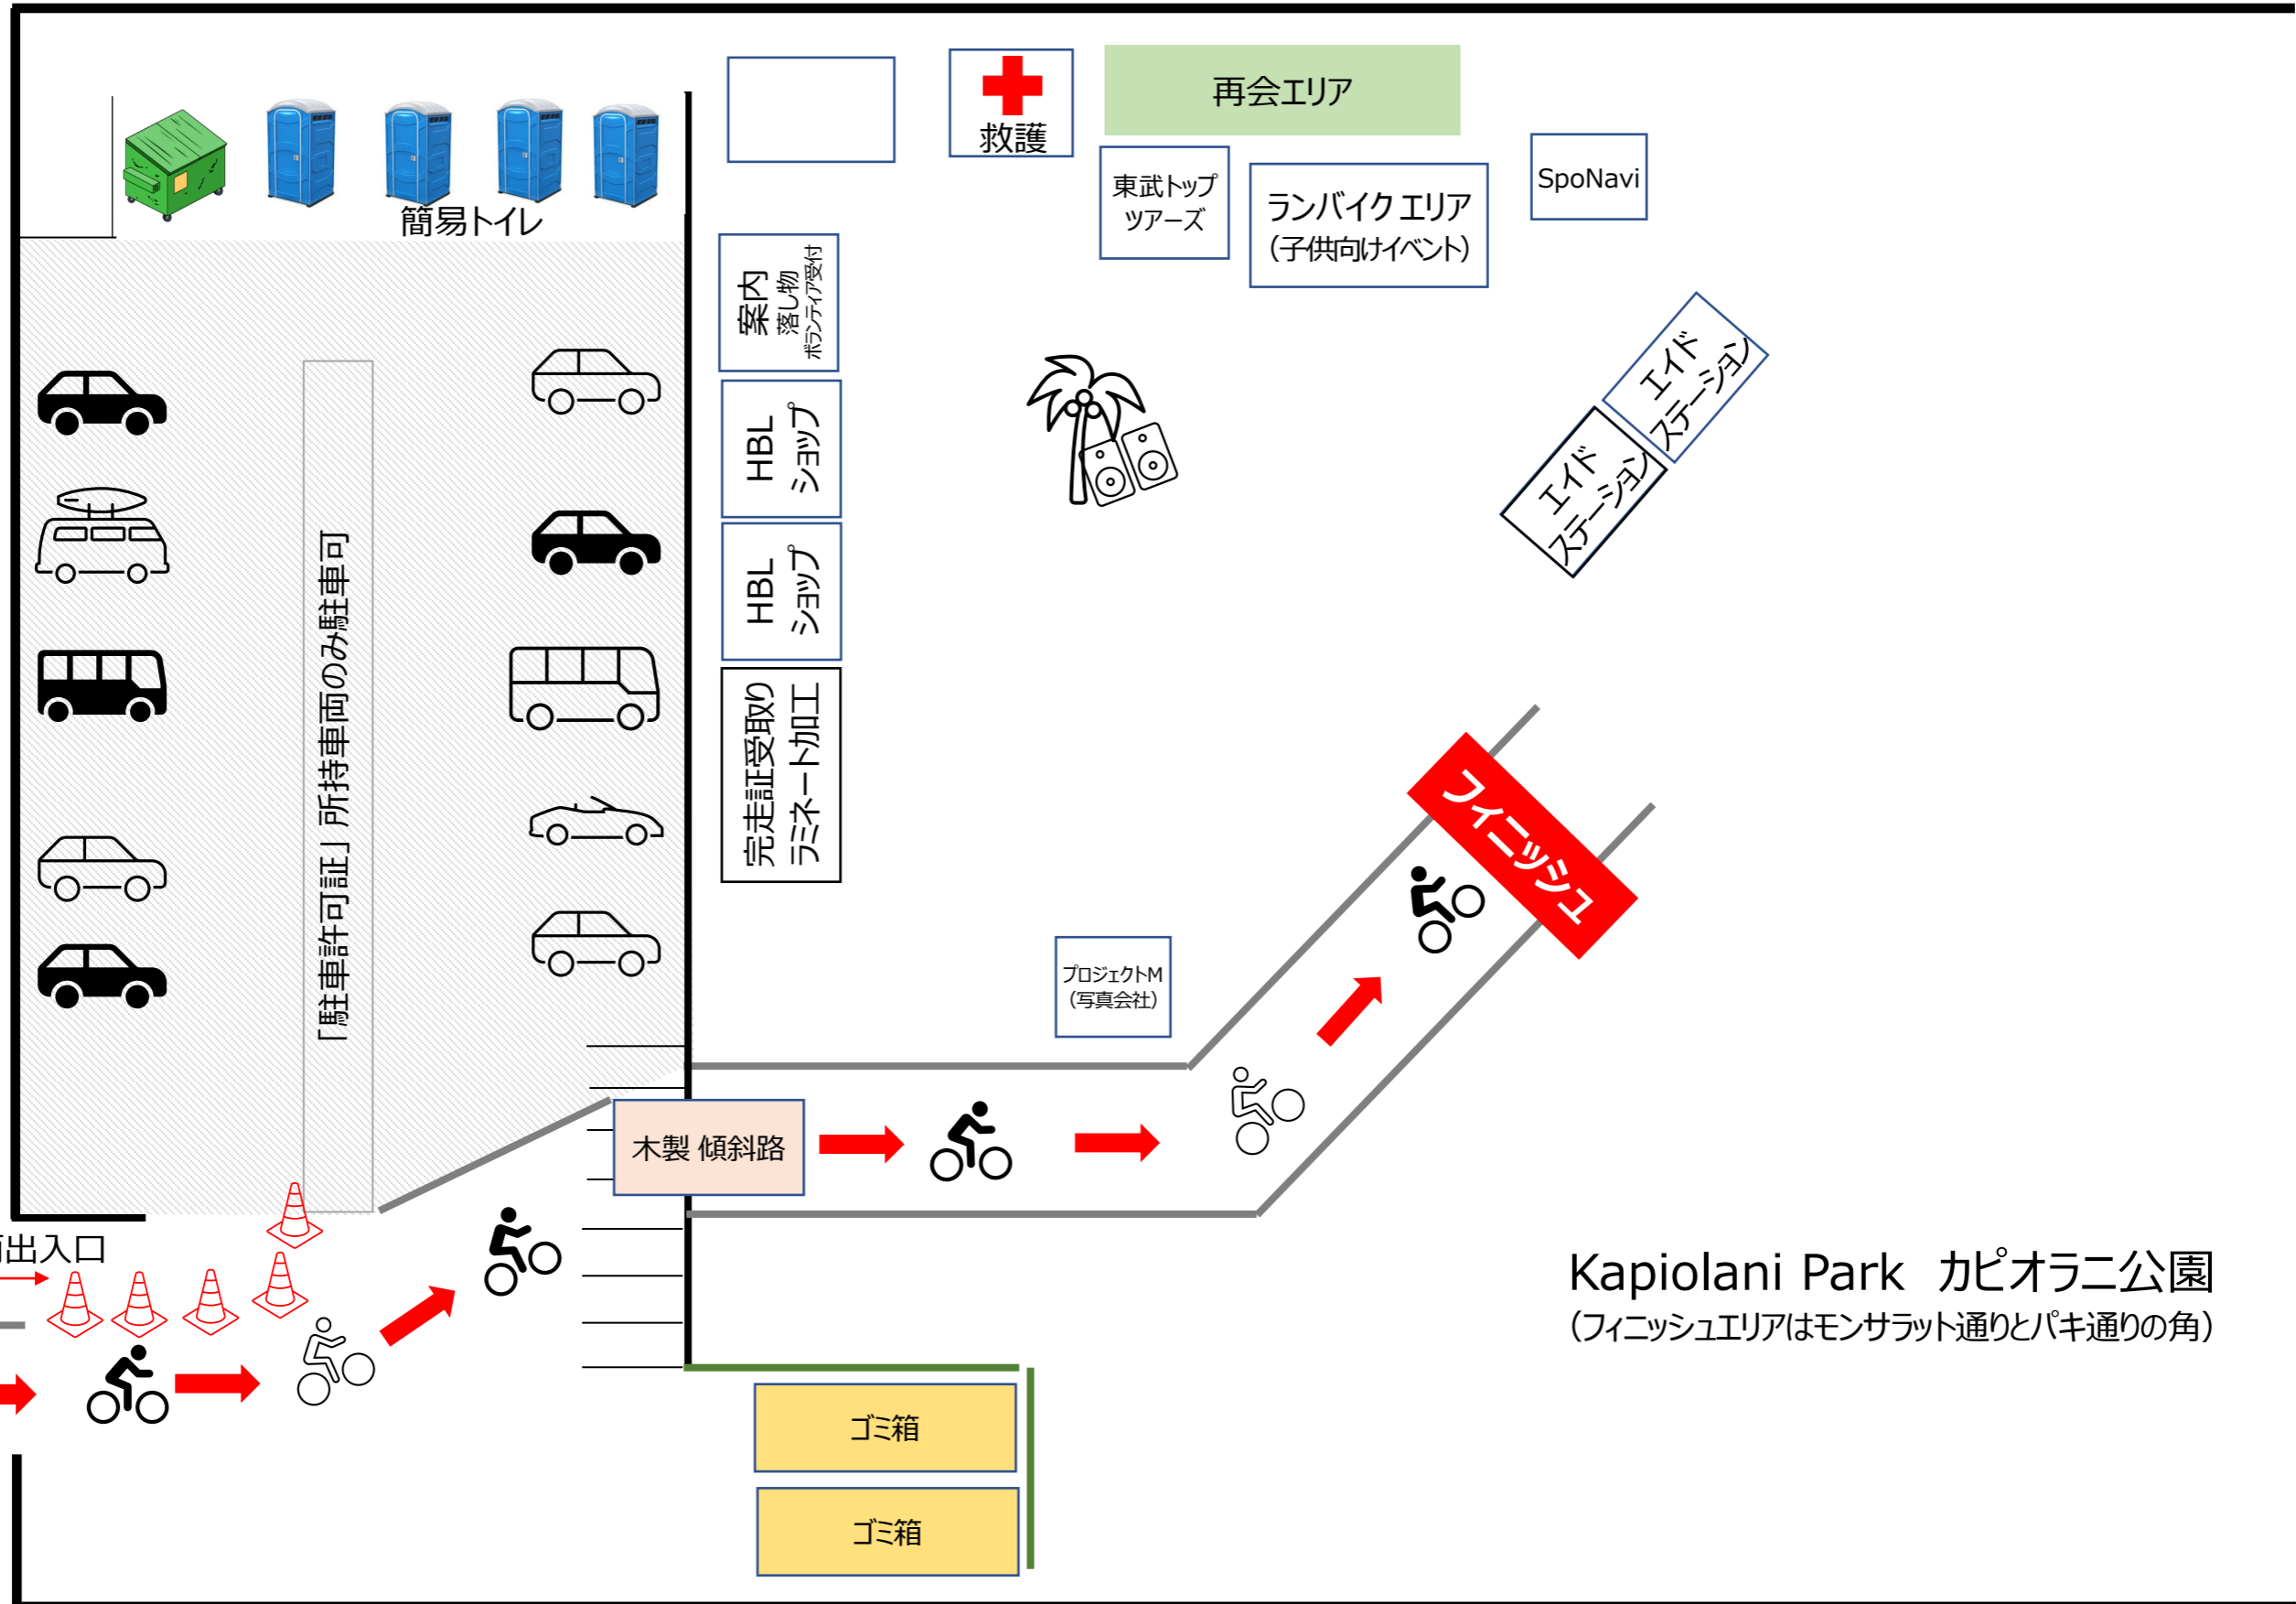 再会エリア
救護
東武トップ
ツアーズ
ランバイク エリア
（子供向けイベント）
SpoNavi
簡易トイレ
案内
落し物
ボランティア受付
HBL
ショップ
HBL
ショップ
完走証受取り
ラミネート加工
エイド
ステーション
エイド
ステーション
「駐車許可証」所持車両のみ駐車可
フィニッシュ
プロジェクトM
（写真会社）
木製 傾斜路
出入口
Kapiolani Park カピオラニ公園
（フィニッシュエリアはモンサラット通りとパキ通りの角）
ゴミ箱
ゴミ箱